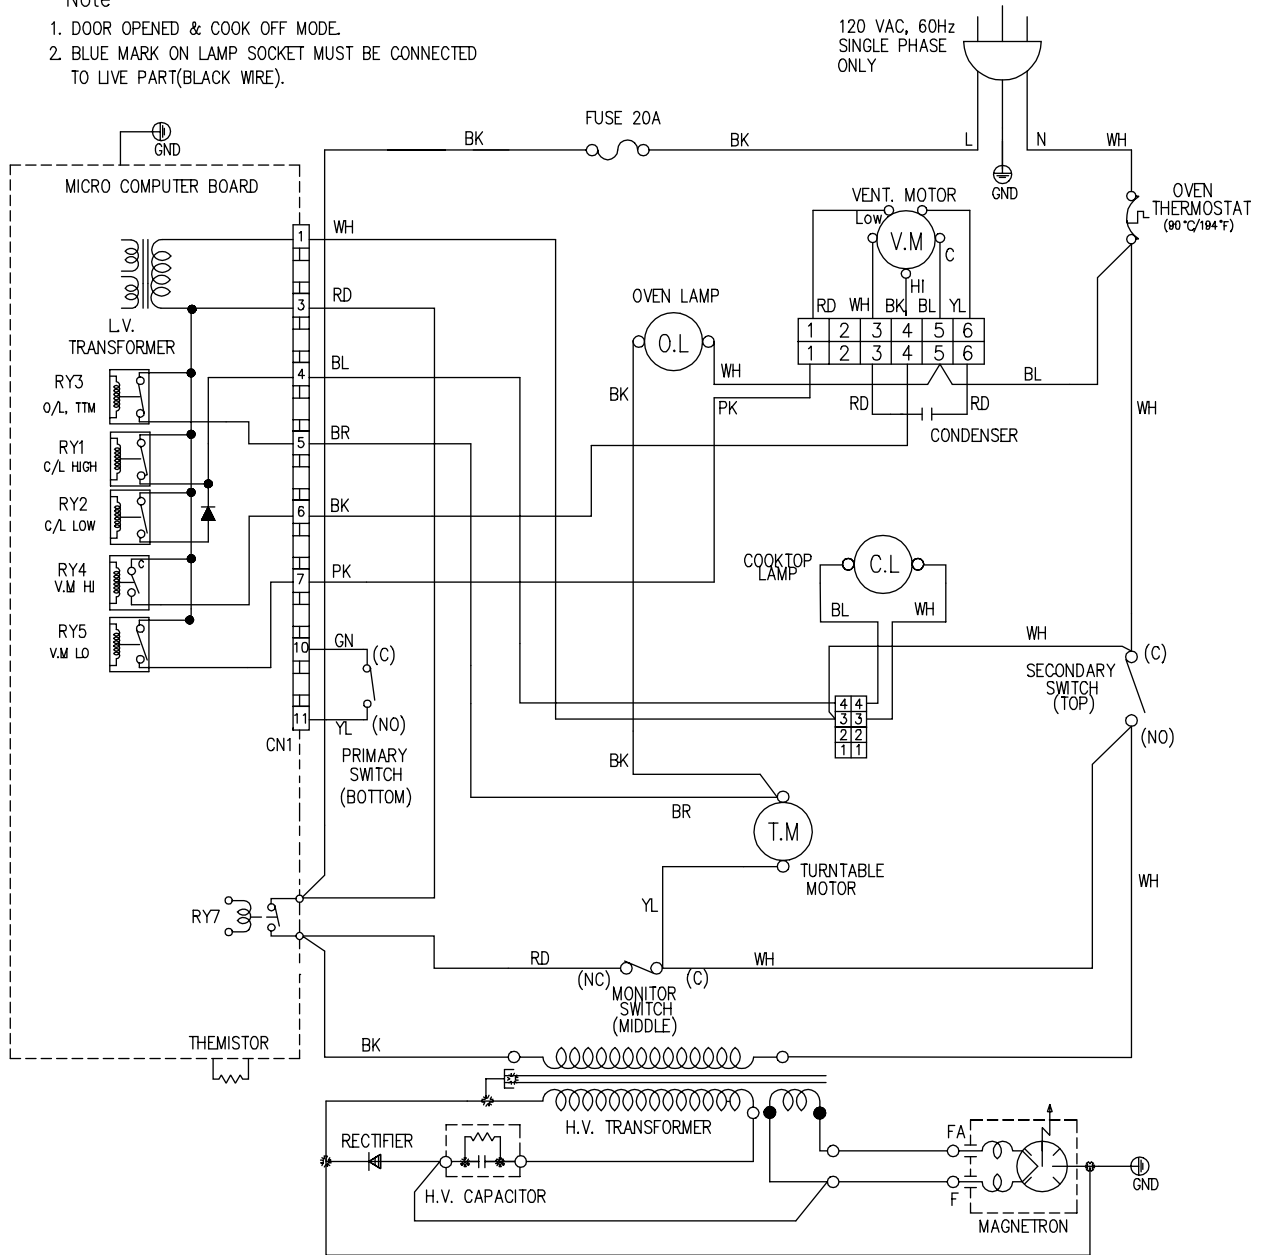 Note
1. DOOR OPENED & COOK OFF MODE.
2. BLUE MARK ON LAMP SOCKET MUST BE CONNECTED
TO LIVE PART(BLACK WIRE).
120 VAC, 60Hz
SINGLE PHASE
ONLY
FUSE 20A
BK
BK
L
N
WH
GND
GND
MICRO COMPUTER BOARD
VENT. MOTOR
Low
V.M
C
HI
OVEN
THERMOSTAT
(90°C/194°F)
1
WH
3
RD
OVEN LAMP
O.L
RD
WH
BK
BL
YL
1 2 3 4 5 6
1 2 3 4 5 6
L.V.
TRANSFORMER
RY3
O/L, TTM
4
BL
BK
WH
PK
RD
RD
BL
WH
CONDENSER
RY1
C/L HIGH
5
BR
RY2
C/L LOW
6
BK
RY4
V.M HI
C
7
PK
COOKTOP
LAMP
C.L
BL
WH
RY5
V.M LO
10
GN
(C)
WH
(C)
SECONDARY
SWITCH
(TOP)
(NO)
11
YL
(NO)
CN1
PRIMARY
SWITCH
(BOTTOM)
4 4
3 3
2 2
1 1
BK
BR
T.M
TURNTABLE
MOTOR
YL
WH
RY7
RD
(NC)
(C)
WH
MONITOR
SWITCH
(MIDDLE)
THEMISTOR
BK
H.V. TRANSFORMER
RECTIFIER
H.V. CAPACITOR
FA
F
GND
MAGNETRON